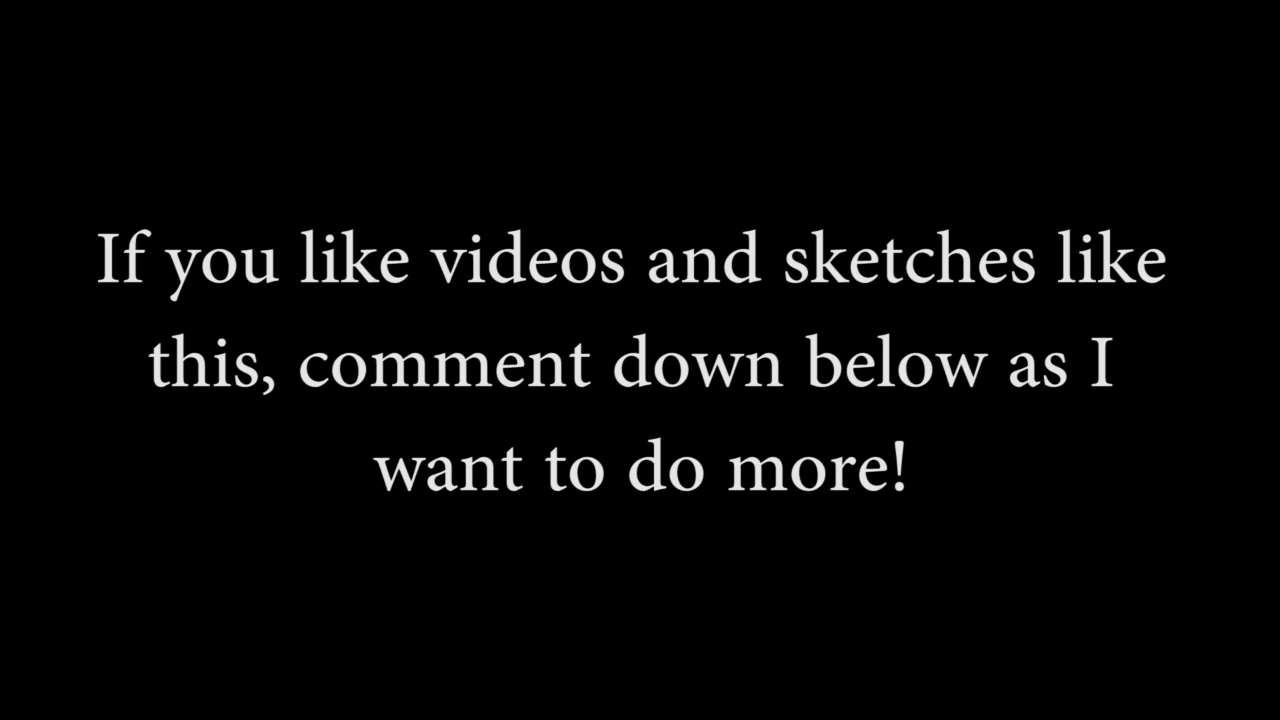 If you like videos and sketches like
this, comment down below as I
want to do more!